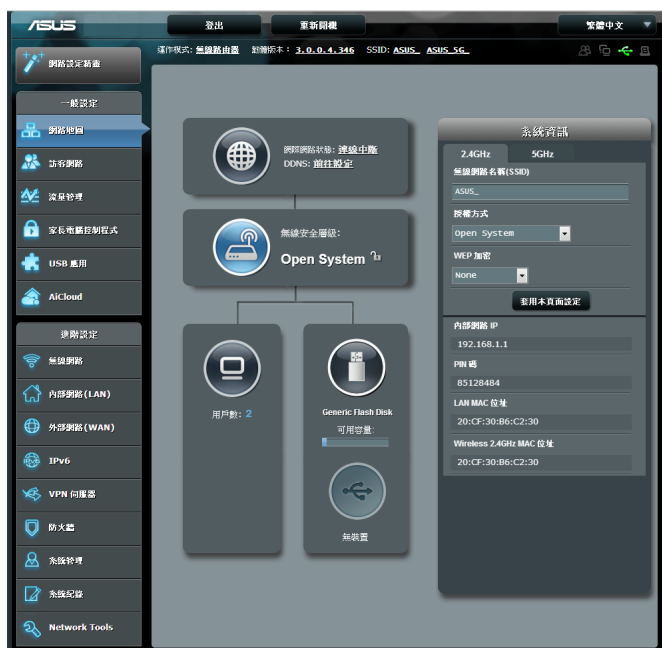 ASUS
登出
重新開機
繁體中文
運作模式: 無線路由器 韌體版本: 3.0.0.4.346 SSID: ASUS_ ASUS_5G_
網路設定精靈
一般設定
網路地圖
訪客網路
流量管理
家長電腦控制程式
USB 應用
AiCloud
進階設定
無線網路
內部網路(LAN)
外部網路(WAN)
IPv6
VPN 伺服器
防火牆
系統管理
系統紀錄
Network Tools
網際網路狀態: 連線中斷
DDNS: 前往設定
無線安全層級:
Open System
用戶數: 2
Generic Flash Disk
可用容量:
無裝置
系統資訊
2.4GHz 5GHz
無線網路名稱(SSID)
ASUS_
授權方式
Open System
WEP 加密
None
套用本頁面設定
內部網路 IP
192.168.1.1
PIN 碼
85128484
LAN MAC 位址
20:CF:30:B6:C2:30
Wireless 2.4GHz MAC 位址
20:CF:30:B6:C2:30